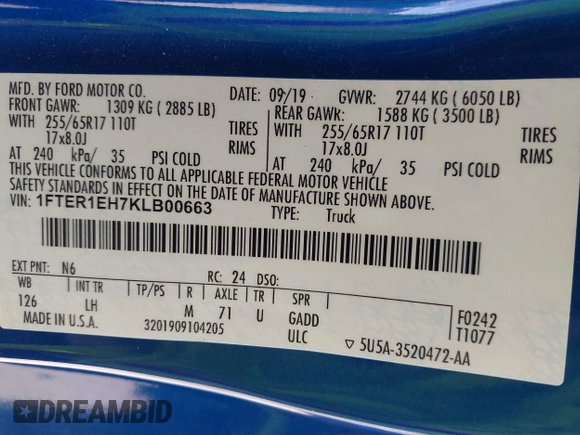 MFD. BY FORD MOTOR CO.
DATE: 09/19 GVWR: 2744 KG ( 6050 LB)
FRONT GAWR: 1309 KG ( 2885 LB)
REAR GAWR: 1588 KG ( 3500 LB)
WITH 255/65R17 110T TIRES
WITH 255/65R17 110T TIRES
17x8.0J RIMS
17x8.0J RIMS
AT 240 kPa/ 35 PSI COLD
AT 240 kPa/ 35 PSI COLD
THIS VEHICLE CONFORMS TO ALL APPLICABLE FEDERAL MOTOR VEHICLE
SAFETY STANDARDS IN EFFECT ON THE DATE OF MANUFACTURE SHOWN ABOVE.
VIN: 1FTER1EH7KLB00663
TYPE: Truck
EXT PNT: N6 RC: 24 DSO:
WB INT TR TP/PS R AXLE TR SPR
126 LH M 71 U GADD
F0242
T1077
MADE IN U.S.A. 3201909104205 ULC
▽ 5U5A-3520472-AA
DREAMBID